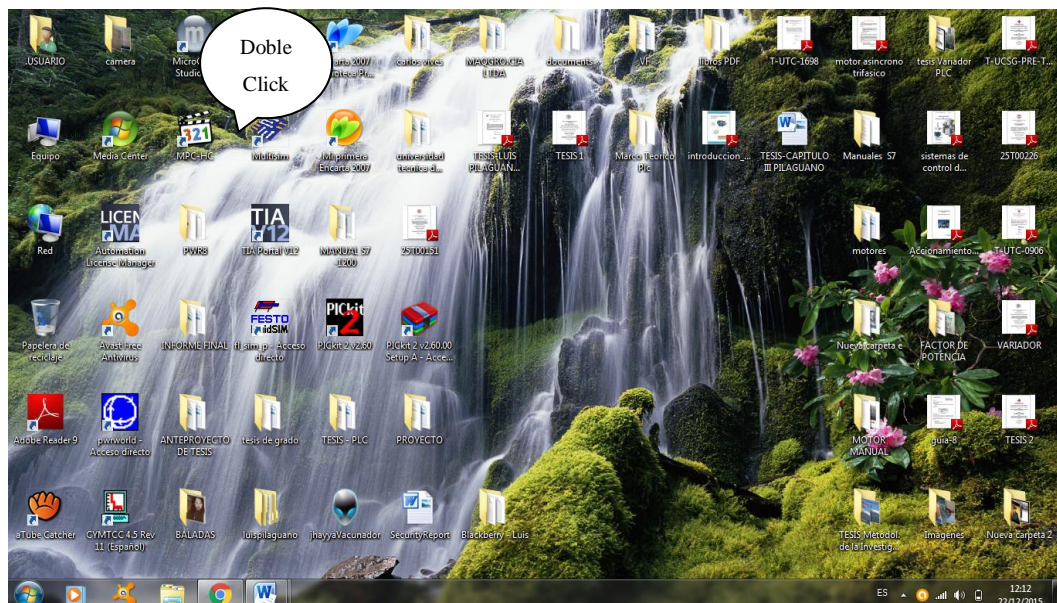 Doble
Click
.USUARIO
camera
Studio
carlos vives
MAQGRO.CIA
LTDA
documents
VF
libros PDF
T-UTC-1698
motor asincrono
trifasico
tesis Variador
PLC
T-UCSG-PRE-T...
Equipo
Media Center
MPC-HC
Multisim
Mi primera
Encarta 2007
universidad
tecnica d...
TESIS-LUIS
PILAGUAN...
TESIS 1
Marco Teorico
Plc
introduccion_...
TESIS-CAPITULO
III PILAGUANO
Manuales S7
sistemas de
control d...
25T00226
Red
Automation
License Manager
PWR8
TIA Portal V12
MANUAL S7
1200
25T00151
motores
Accionamiento...
T-UTC-0906
Papelera de
reciclaje
Avast Free
Antivirus
INFORME FINAL
fl_sim_p - Acceso
directo
PICkit 2 v2.60
PICkit 2 v2.60.00
Setup A - Acce...
Nueva carpeta e
FACTOR DE
POTENCIA
VARIADOR
Adobe Reader 9
pwrworld -
Acceso directo
ANTEPROYECTO
DE TESIS
tesis de grado
TESIS - PLC
PROYECTO
MOTOR
MANUAL
guia-8
TESIS 2
aTube Catcher
GYMTCC 4.5 Rev
11 (Español)
BALADAS
luispilaguano
jhayyaVacunador
SecurityReport
Blackberry - Luis
TESIS Metodol.
de la Investig...
Imágenes
Nueva carpeta 2
ES
12:12
22/12/2015